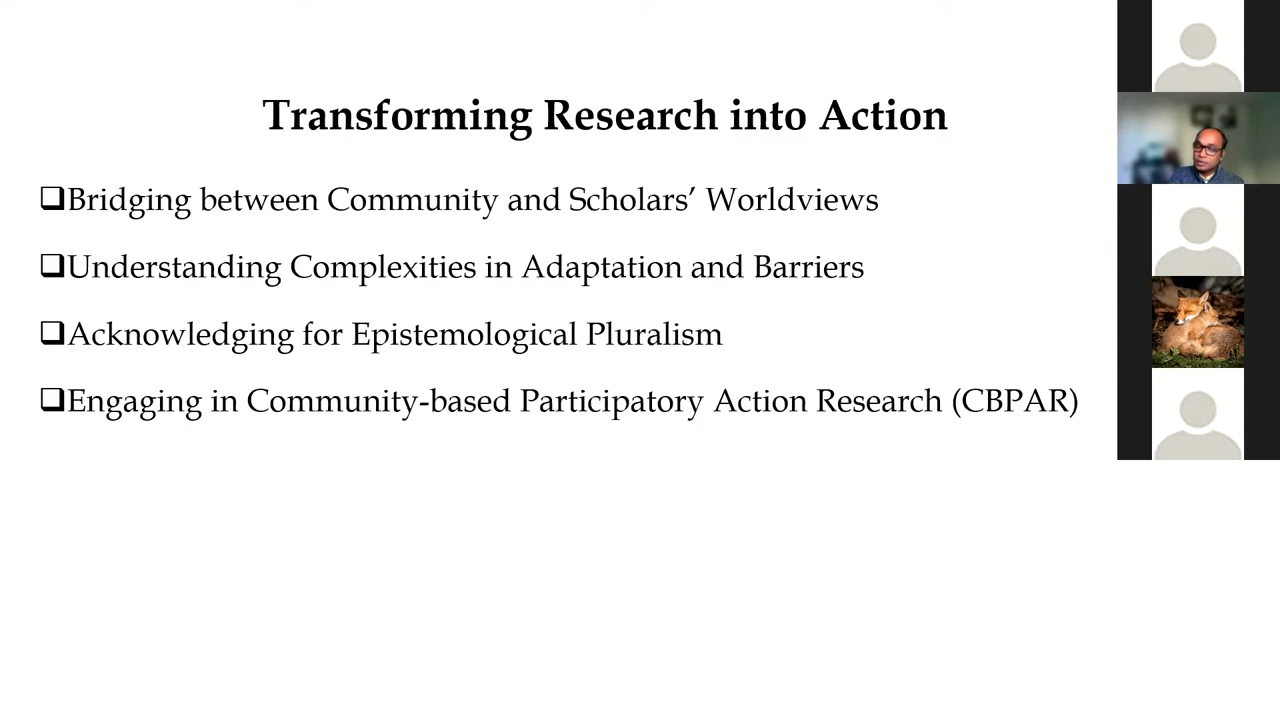 Transforming Research into Action
❑Bridging between Community and Scholars’ Worldviews
❑Understanding Complexities in Adaptation and Barriers
❑Acknowledging for Epistemological Pluralism
❑Engaging in Community-based Participatory Action Research (CBPAR)